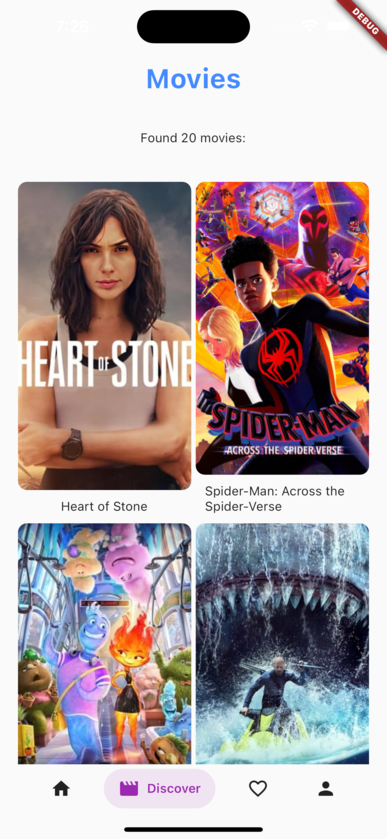 7:26
DEBUG
Movies
Found 20 movies:
HEART OF STONE
SPIDER-MAN
ACROSS THE SPIDER-VERSE
Heart of Stone
Spider-Man: Across the
Spider-Verse
Discover